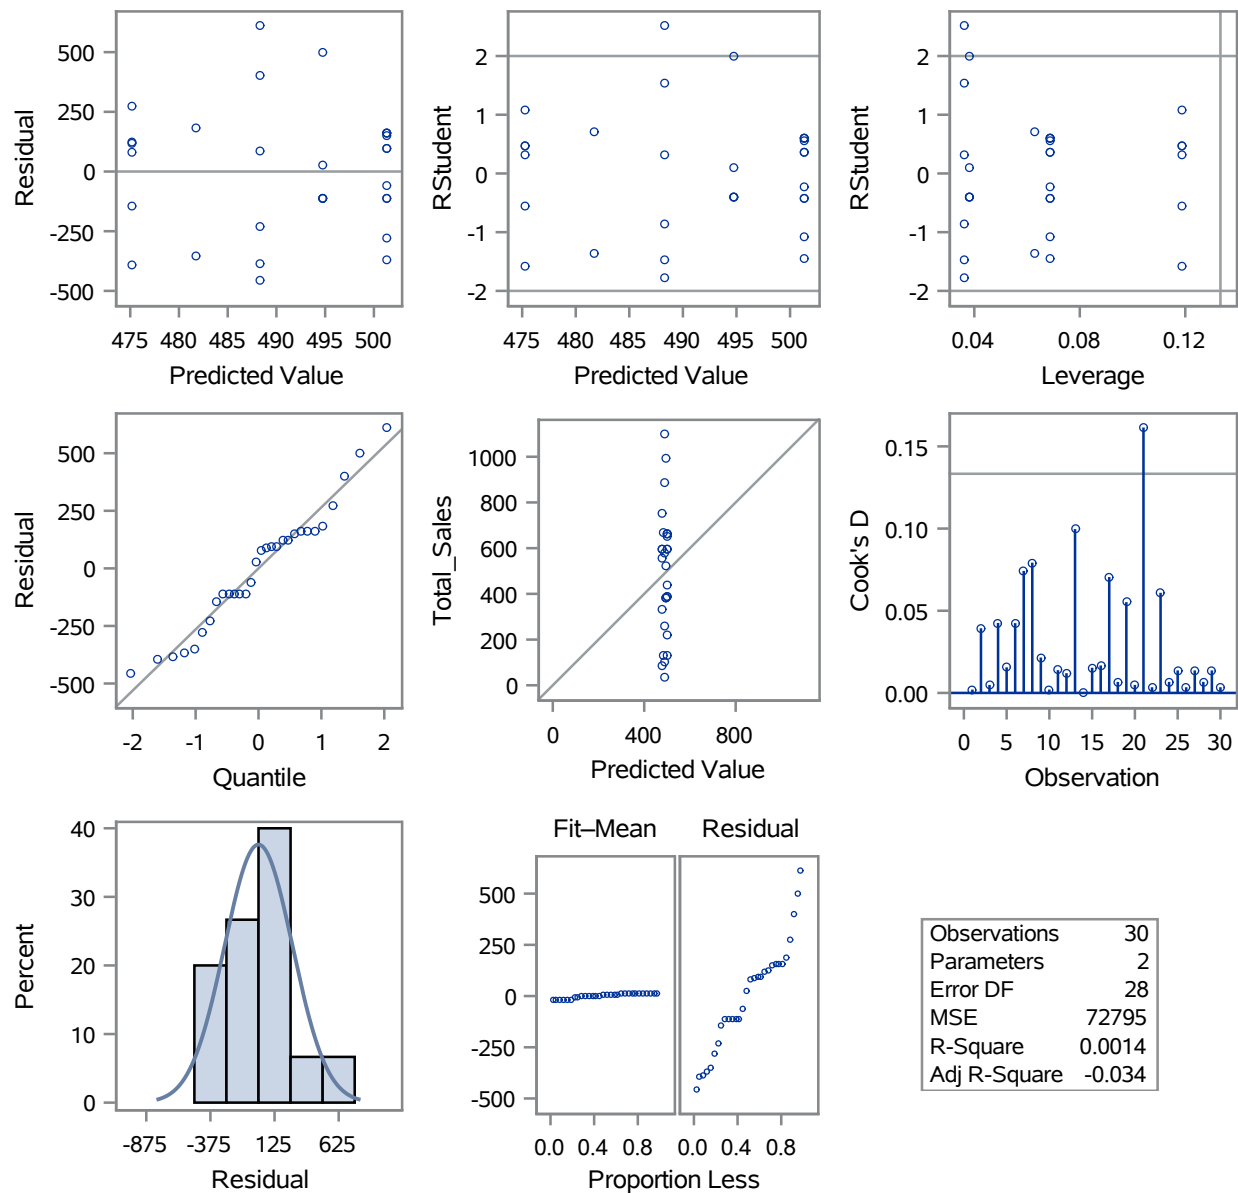 500
250
0
-250
-500
Residual
475 480 485 490 495 500
Predicted Value
2
1
0
-1
-2
RStudent
475 480 485 490 495 500
Predicted Value
2
1
0
-1
-2
RStudent
0.04 0.08 0.12
Leverage
500
250
0
-250
-500
Residual
-2 -1 0 1 2
Quantile
1000
800
600
400
200
0
Total_Sales
0 400 800
Predicted Value
0.15
0.10
0.05
0.00
Cook's D
0 5 10 15 20 25 30
Observation
40
30
20
10
0
Percent
-875 -375 125 625
Residual
Fit–Mean Residual
500
250
0
-250
-500
0.0 0.4 0.8 0.0 0.4 0.8
Proportion Less
Observations 30
Parameters 2
Error DF 28
MSE 72795
R-Square 0.0014
Adj R-Square -0.034